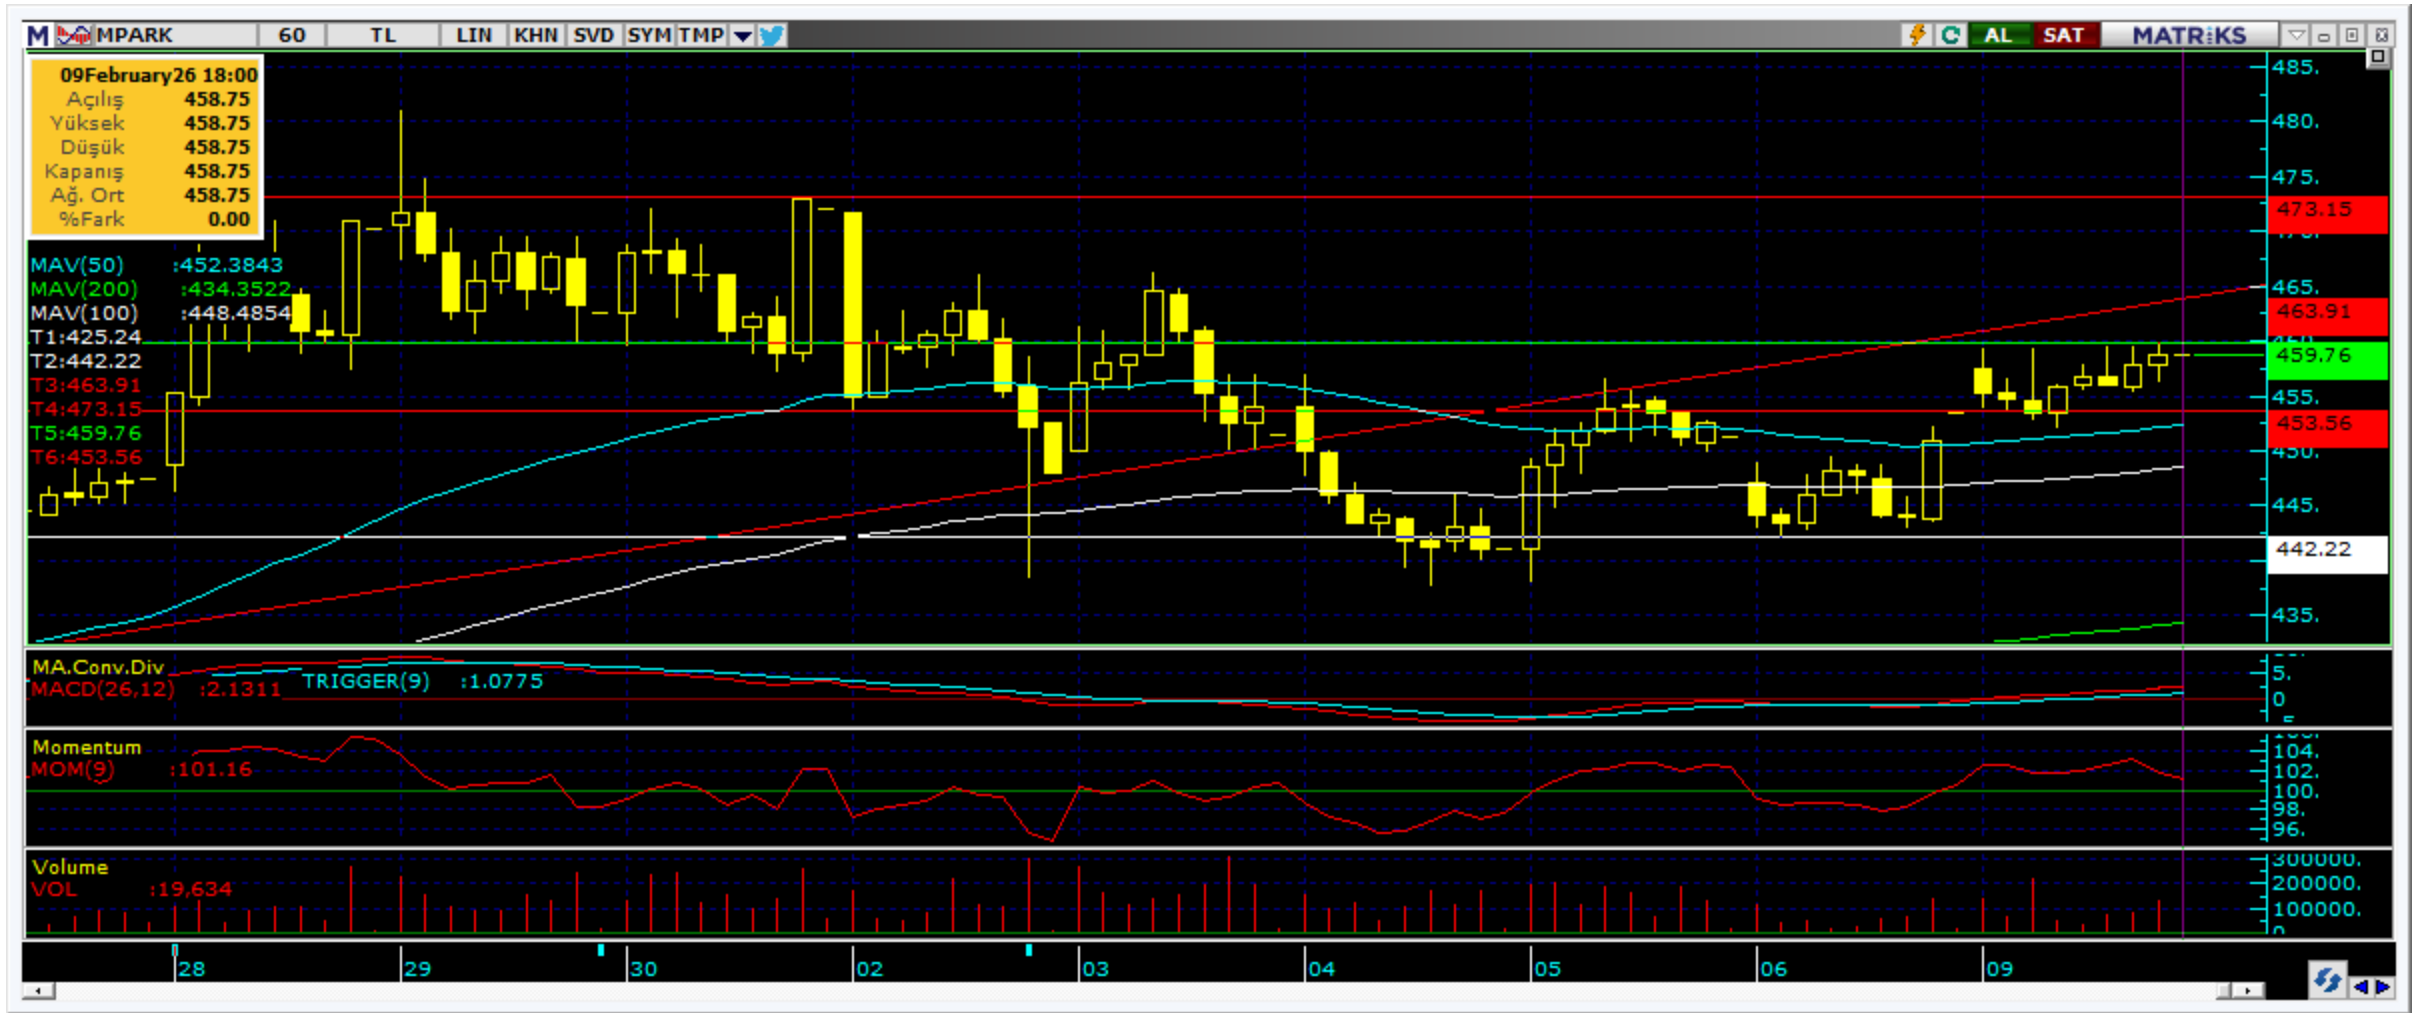 M MPARK 60 TL LIN KHN SVD SYM TMP AL SAT MATRiKS
09February26 18:00
Açılış 458.75
Yüksek 458.75
Düşük 458.75
Kapanış 458.75
Ağ. Ort 458.75
%Fark 0.00
MAV(50) :452.3843
MAV(200) :434.3522
MAV(100) :448.4854
T1:425.24
T2:442.22
T3:463.91
T4:473.15
T5:459.76
T6:453.56
485.
480.
475.
473.15
465.
463.91
459.76
455.
453.56
450.
445.
442.22
435.
MA.Conv.Div
MACD(26,12) :2.1311 TRIGGER(9) :1.0775
5.
0
Momentum
MOM(9) :101.16
104.
102.
100.
98.
96.
Volume
VOL :19,634
300000.
200000.
100000.
0
28 29 30 02 03 04 05 06 09